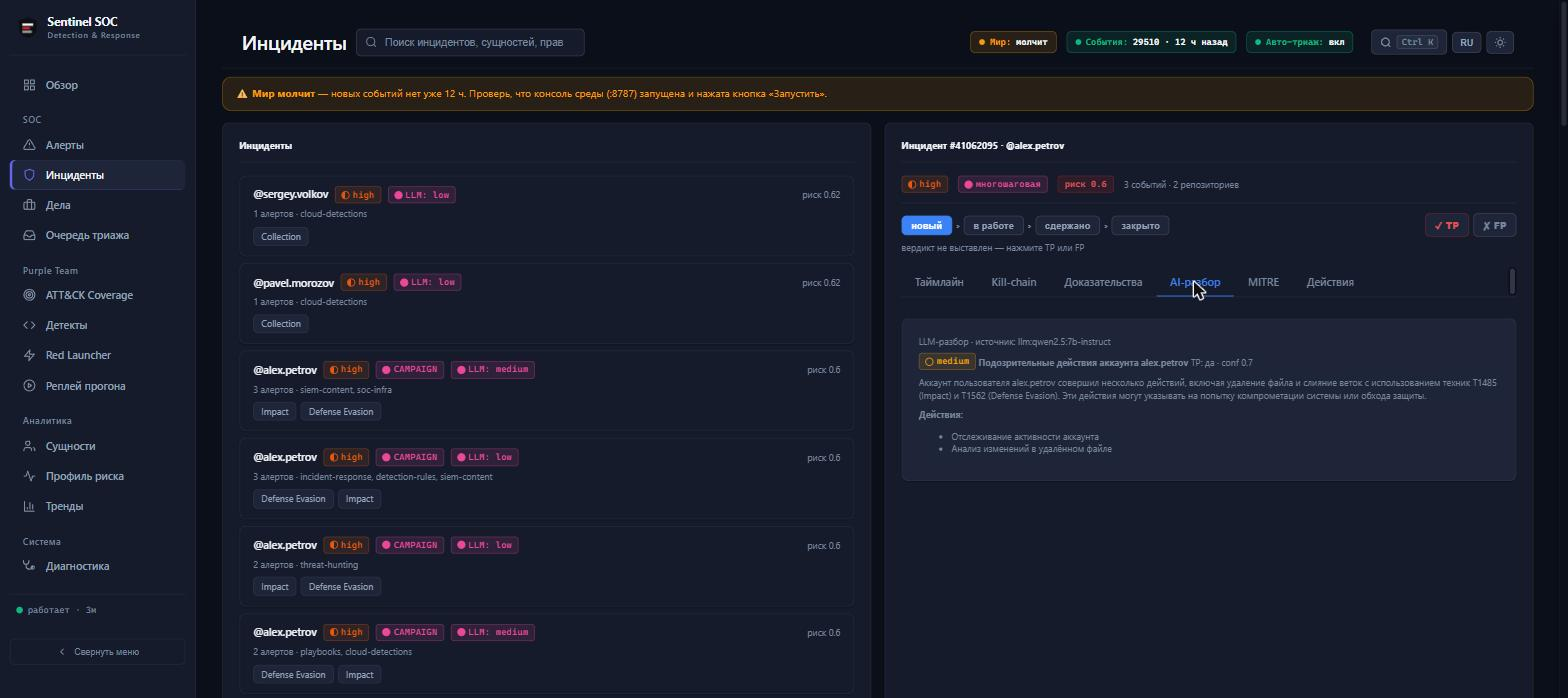 Sentinel SOC
Detection & Response
Обзор
SOC
Алерты
Инциденты
Дела
Очередь триажа
Purple Team
ATT&CK Coverage
Детекты
Red Launcher
Реплей прогона
Аналитика
Сущности
Профиль риска
Тренды
Система
Диагностика
работает · 3м
Свернуть меню
Инциденты
Поиск инцидентов, сущностей, прав
Мир: молчит
События: 29510 · 12 ч назад
Авто-триаж: вкл
Ctrl K
RU
Мир молчит — новых событий нет уже 12 ч. Проверь, что консоль среды (:8787) запущена и нажата кнопка «Запустить».
Инциденты
@sergey.volkov high LLM: low риск 0.62
1 алертов · cloud-detections
Collection
@pavel.morozov high LLM: low риск 0.62
1 алертов · cloud-detections
Collection
@alex.petrov high CAMPAIGN LLM: medium риск 0.6
3 алертов · siem-content, soc-infra
Impact Defense Evasion
@alex.petrov high CAMPAIGN LLM: low риск 0.6
3 алертов · incident-response, detection-rules, siem-content
Defense Evasion Impact
@alex.petrov high CAMPAIGN LLM: low риск 0.6
2 алертов · threat-hunting
Impact Defense Evasion
@alex.petrov high CAMPAIGN LLM: medium риск 0.6
2 алертов · playbooks, cloud-detections
Defense Evasion Impact
Инцидент #41062095 · @alex.petrov
high многошаговая риск 0.6 3 событий · 2 репозиториев
новый › в работе › сдержано › закрыто ✓ TP ✗ FP
вердикт не выставлен — нажмите TP или FP
Таймлайн Kill-chain Доказательства AI-разбор MITRE Действия
LLM-разбор · источник: llm:qwen2.5:7b-instruct
medium Подозрительные действия аккаунта alex.petrov TP: да · conf 0.7
Аккаунт пользователя alex.petrov совершил несколько действий, включая удаление файла и слияние веток с использованием техник T1485
(Impact) и T1562 (Defense Evasion). Эти действия могут указывать на попытку компрометации системы или обхода защиты.
Действия:
• Отслеживание активности аккаунта
• Анализ изменений в удалённом файле